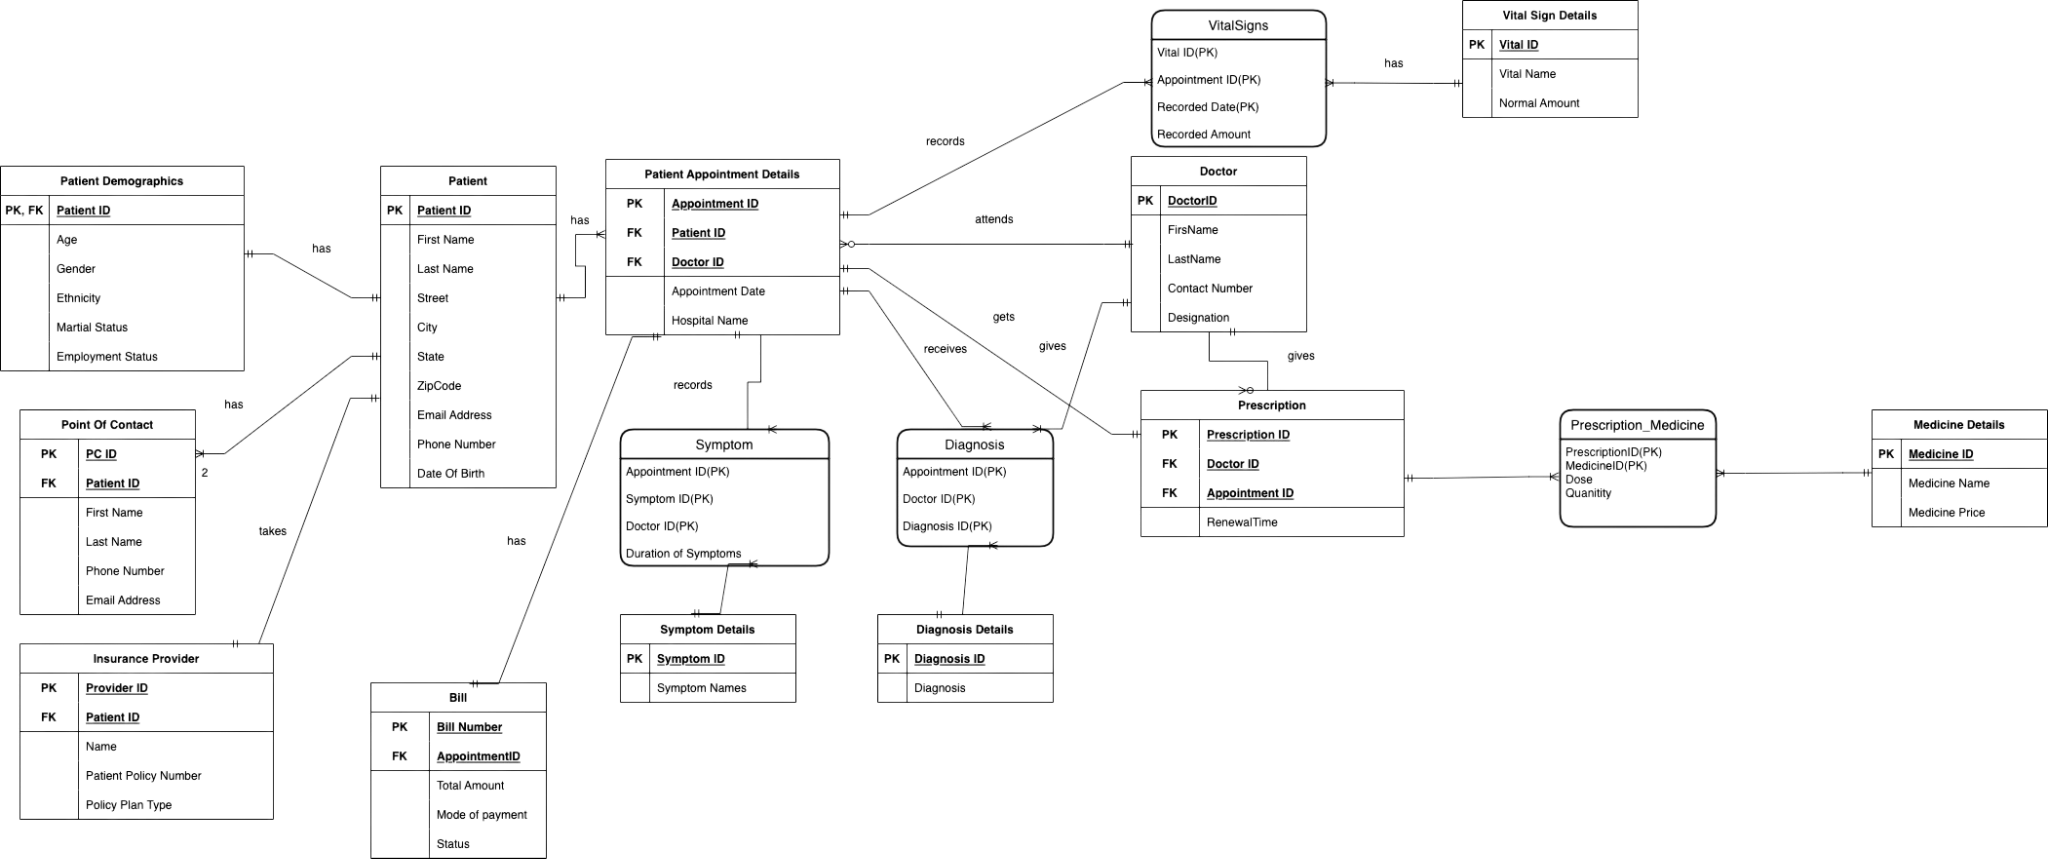 VitalSigns
Vital ID(PK)
Appointment ID(PK)
Recorded Date(PK)
Recorded Amount
has
Vital Sign Details
PK Vital ID
Vital Name
Normal Amount
records
Patient Demographics
PK, FK Patient ID
Age
Gender
Ethnicity
Martial Status
Employment Status
has
Patient
PK Patient ID
First Name
Last Name
Street
City
State
ZipCode
Email Address
Phone Number
Date Of Birth
has
Patient Appointment Details
PK Appointment ID
FK Patient ID
FK Doctor ID
Appointment Date
Hospital Name
attends
Doctor
PK DoctorID
FirsName
LastName
Contact Number
Designation
gets
receives
gives
gives
records
has
Point Of Contact
PK PC ID
FK Patient ID
First Name
Last Name
Phone Number
Email Address
2
takes
has
Symptom
Appointment ID(PK)
Symptom ID(PK)
Doctor ID(PK)
Duration of Symptoms
Diagnosis
Appointment ID(PK)
Doctor ID(PK)
Diagnosis ID(PK)
Prescription
PK Prescription ID
FK Doctor ID
FK Appointment ID
RenewalTime
Prescription_Medicine
PrescriptionID(PK)
MedicineID(PK)
Dose
Quanitity
Medicine Details
PK Medicine ID
Medicine Name
Medicine Price
Insurance Provider
PK Provider ID
FK Patient ID
Name
Patient Policy Number
Policy Plan Type
Bill
PK Bill Number
FK AppointmentID
Total Amount
Mode of payment
Status
Symptom Details
PK Symptom ID
Symptom Names
Diagnosis Details
PK Diagnosis ID
Diagnosis